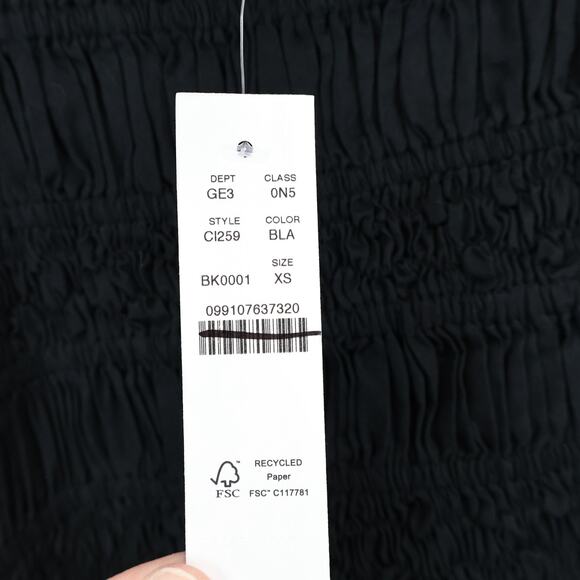 DEPT CLASS
GE3 0N5
STYLE COLOR
CI259 BLA
SIZE
BK0001 XS
099107637320
RECYCLED
Paper
FSC FSC™ C117781